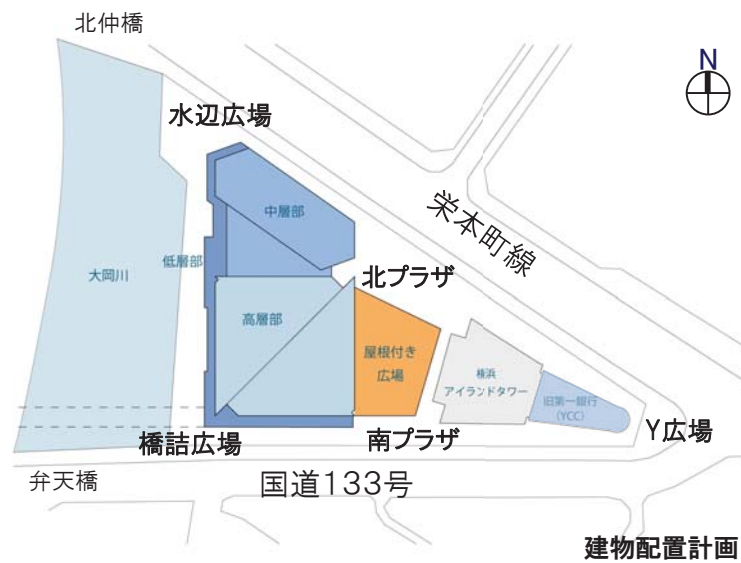 北仲橋
N
水辺広場
栄本町線
中層部
低層部
大岡川
北プラザ
高層部
屋根付き
広場
横浜
アイランドタワー
旧第一銀行
(YCC)
Y広場
橋詰広場
南プラザ
弁天橋
国道133号
建物配置計画